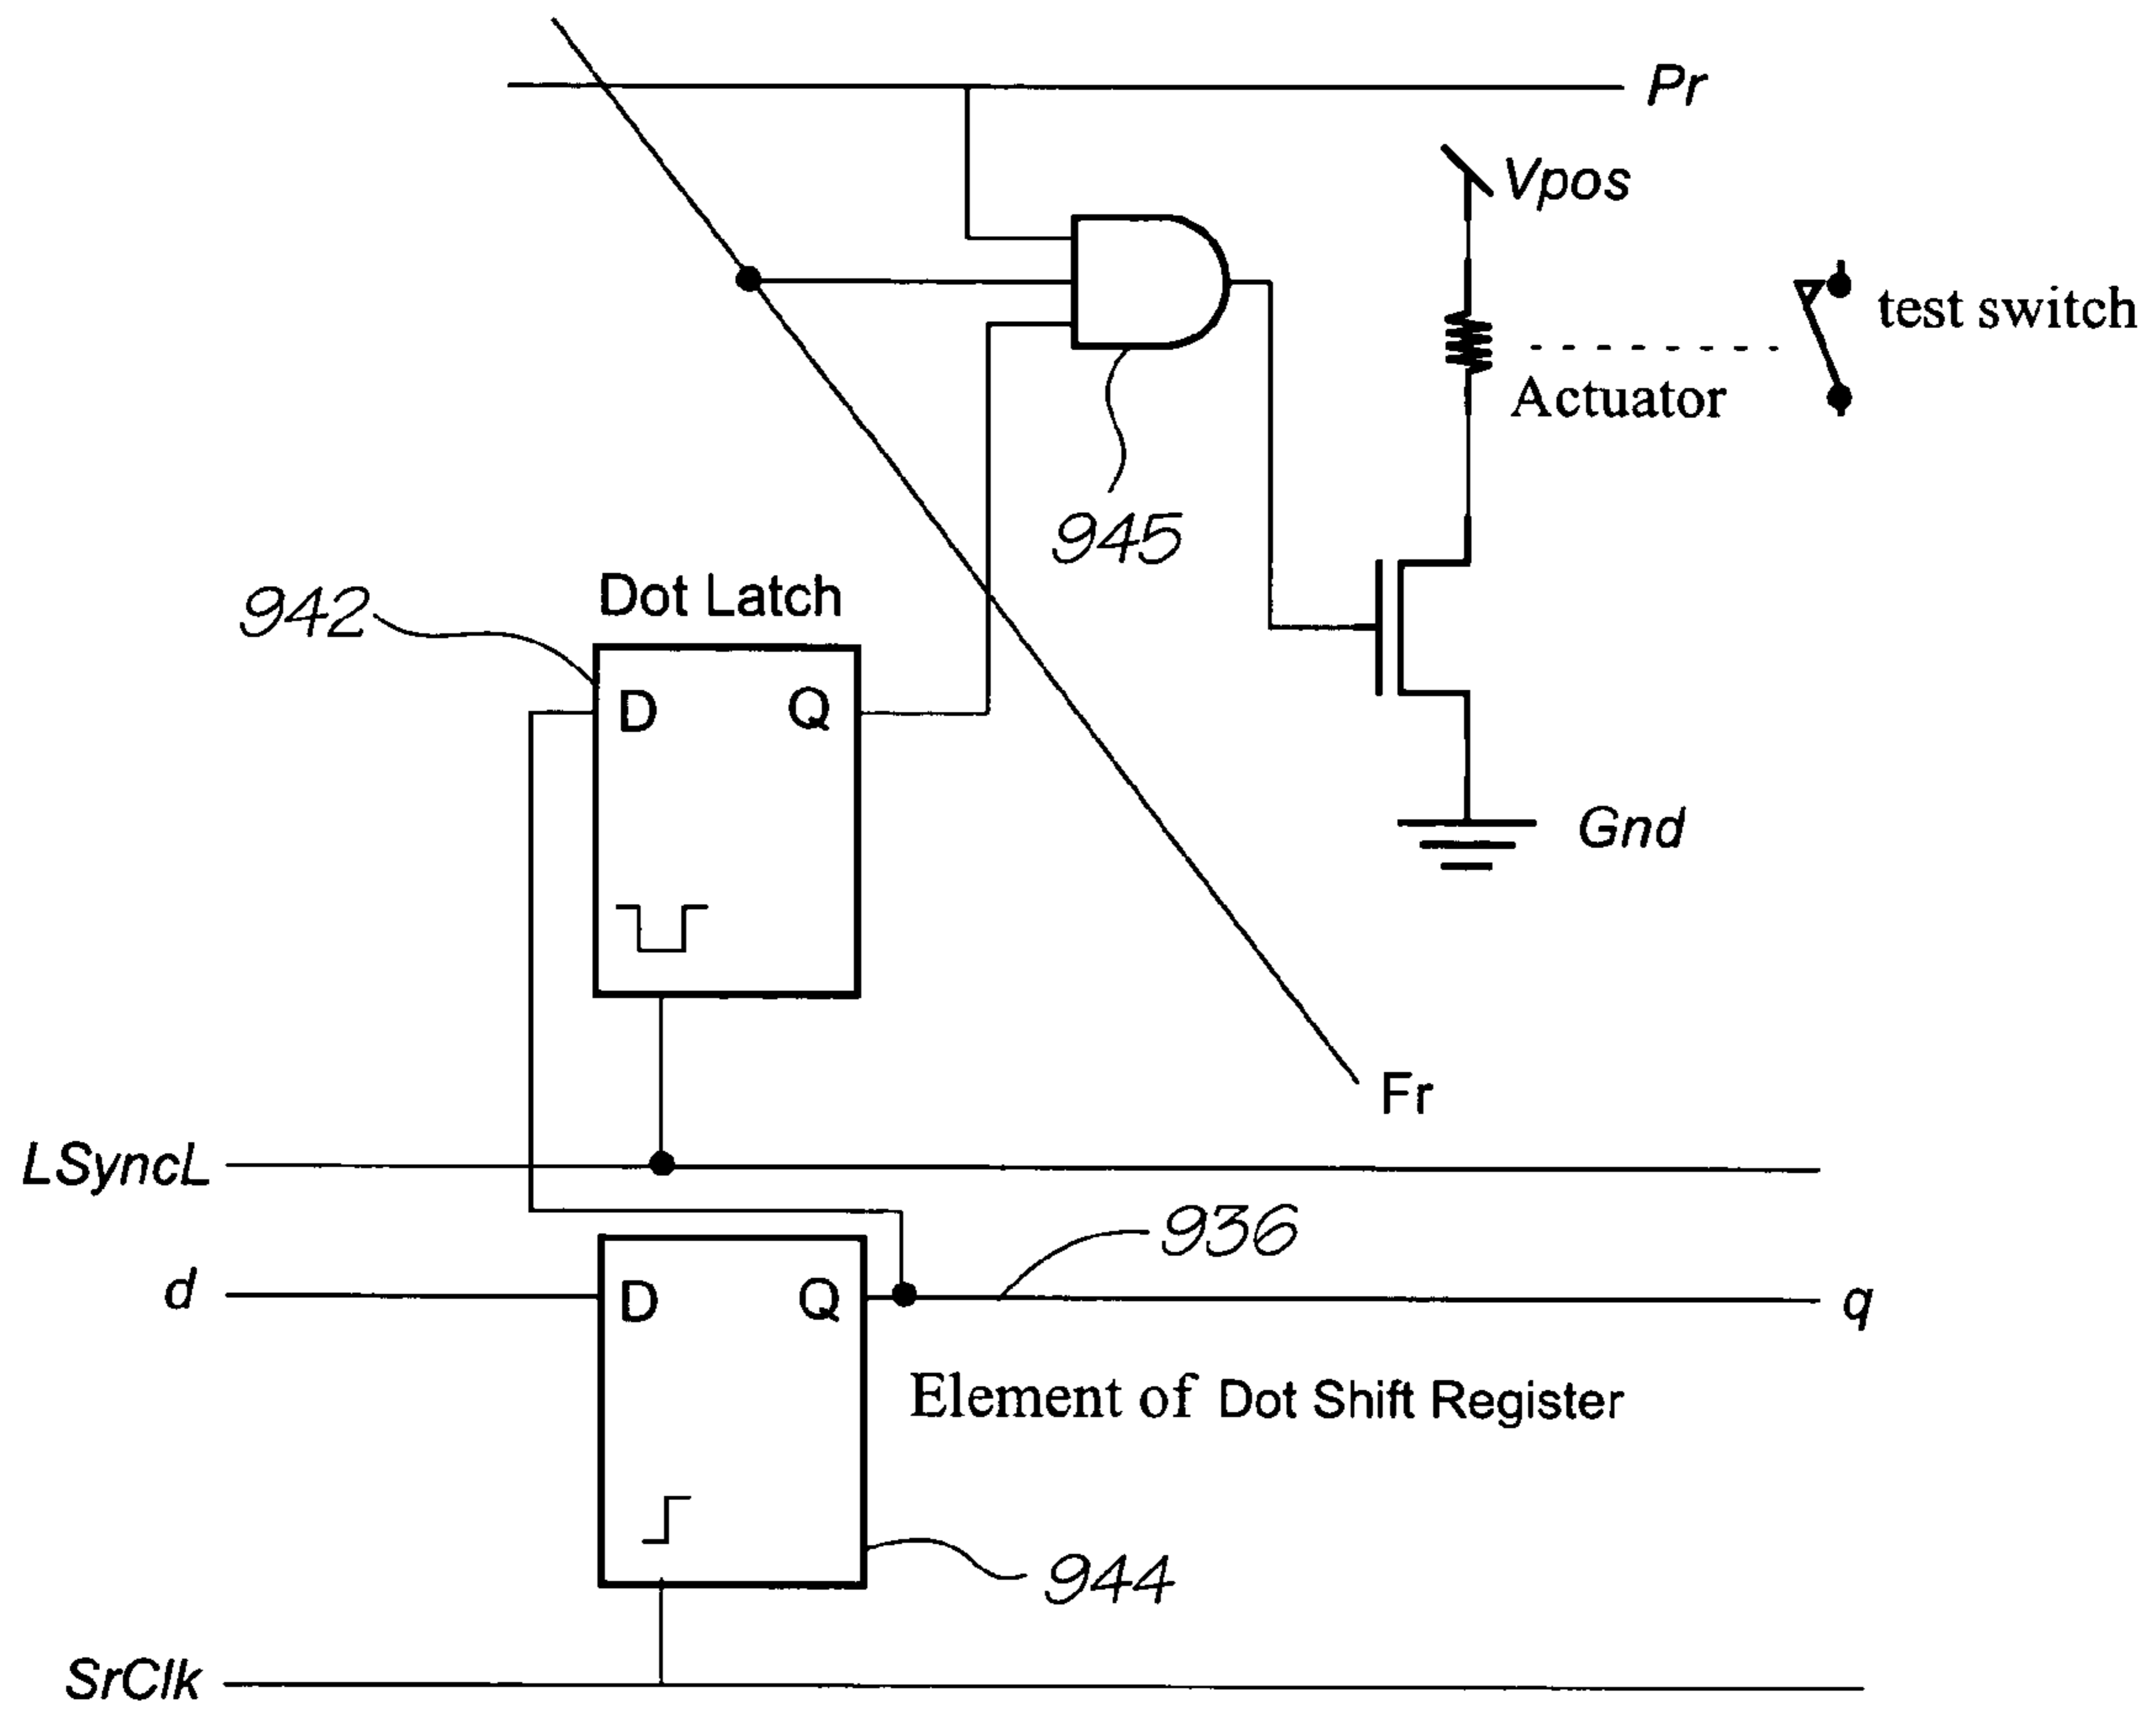 Pr
Vpos
test switch
Actuator
945
942
Dot Latch
D Q
Gnd
Fr
LSyncL
936
d
D Q
q
Element of Dot Shift Register
944
SrClk